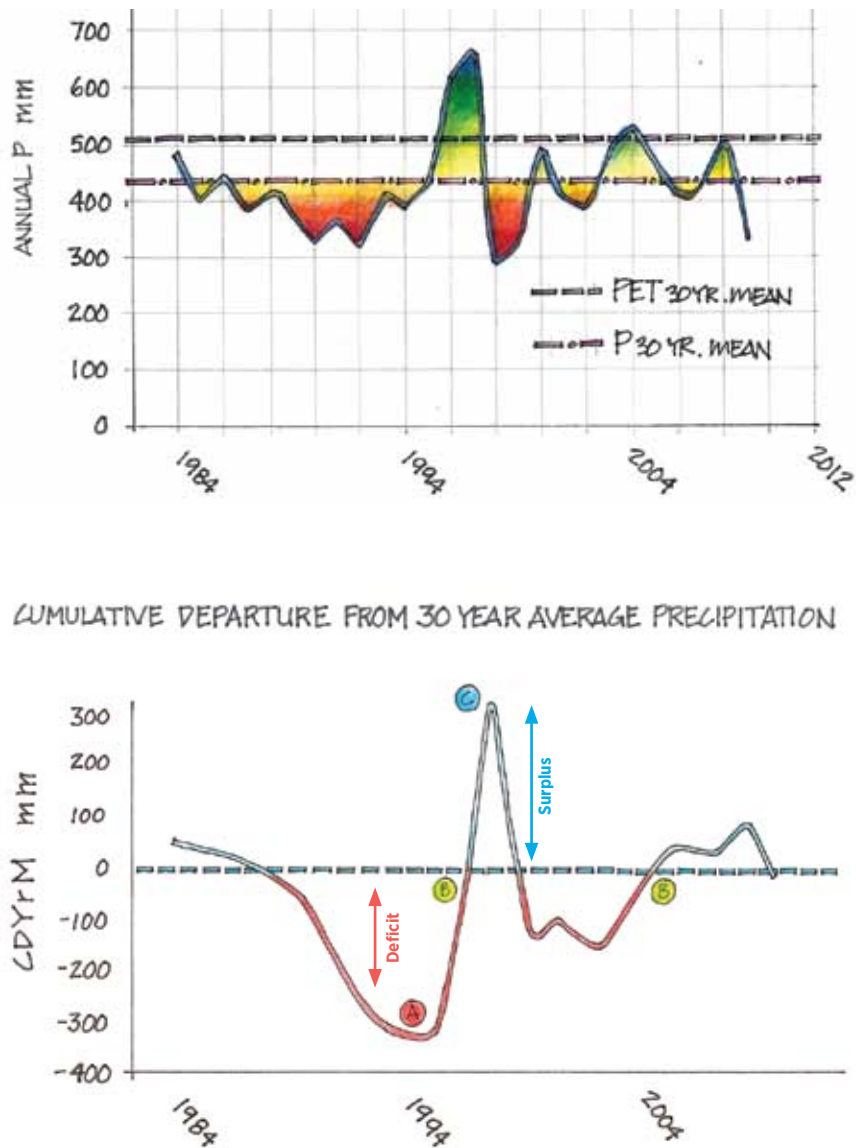 700
600
500
400
300
200
100
0
ANNUAL P mm
PET 30YR. MEAN
P 30 YR. MEAN
1984
1994
2004
2012
CUMULATIVE DEPARTURE FROM 30 YEAR AVERAGE PRECIPITATION
300
200
100
0
-100
-200
-300
-400
CDYrM mm
C
Surplus
B
B
Deficit
A
1984
1994
2004